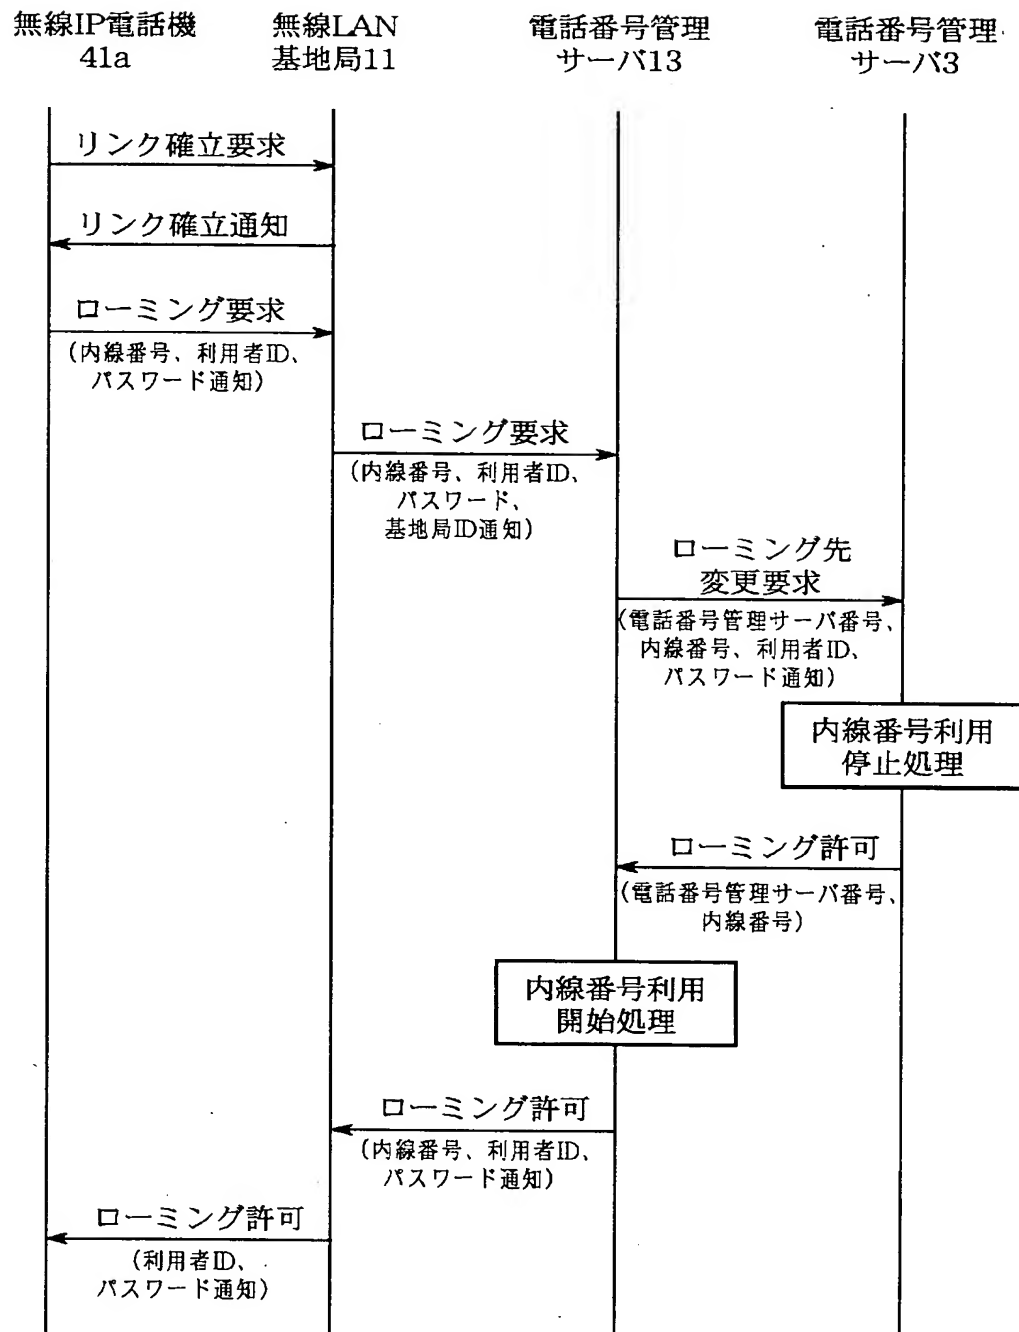 無線IP電話機
41a
無線LAN
基地局11
電話番号管理
サーバ13
電話番号管理
サーバ3
リンク確立要求
リンク確立通知
ローミング要求
(内線番号、利用者ID、
パスワード通知)
ローミング要求
(内線番号、利用者ID、
パスワード、
基地局ID通知)
ローミング先
変更要求
(電話番号管理サーバ番号、
内線番号、利用者ID、
パスワード通知)
内線番号利用
停止処理
ローミング許可
(電話番号管理サーバ番号、
内線番号)
内線番号利用
開始処理
ローミング許可
(内線番号、利用者ID、
パスワード通知)
ローミング許可
(利用者ID、
パスワード通知)